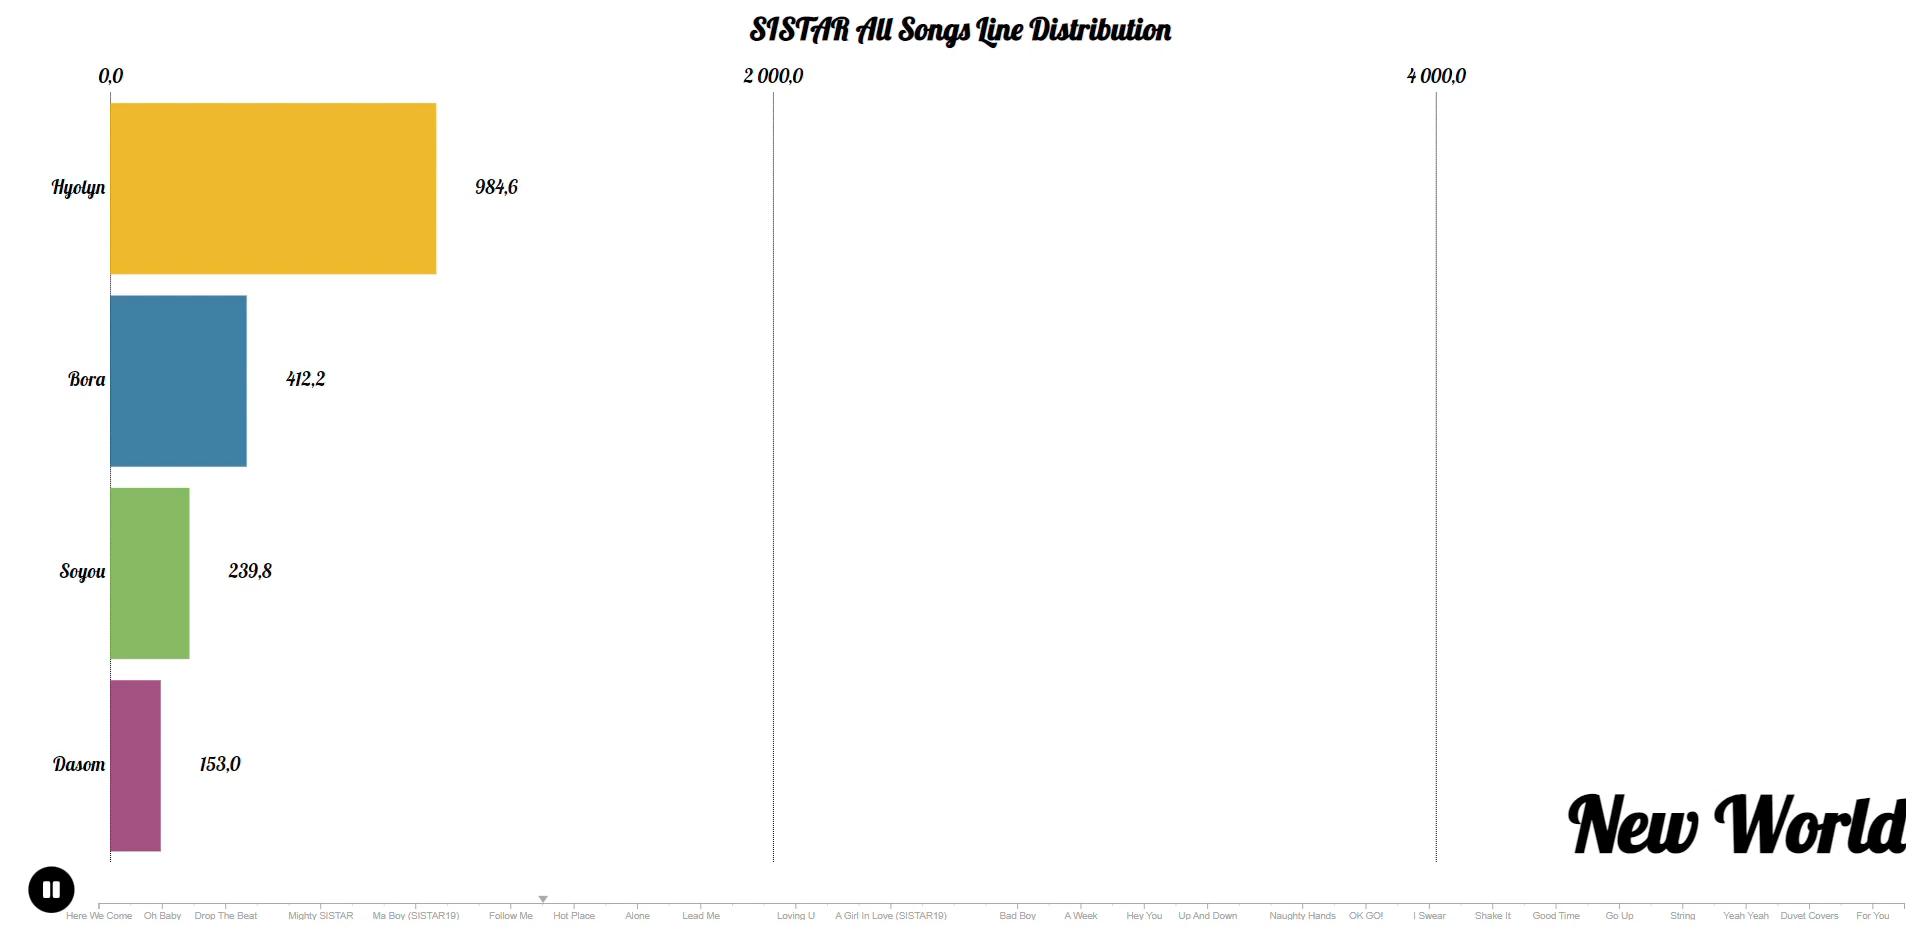 SISTAR All Songs Line Distribution
0,0 2 000,0 4 000,0
Hyolyn 984,6
Bora 412,2
Soyou 239,8
Dasom 153,0
New World
Here We Come Oh Baby Drop The Beat Mighty SISTAR Ma Boy (SISTAR19) Follow Me Hot Place Alone Lead Me Loving U A Girl In Love (SISTAR19) Bad Boy A Week Hey You Up And Down Naughty Hands OK GO! I Swear Shake It Good Time Go Up String Yeah Yeah Duvet Covers For You